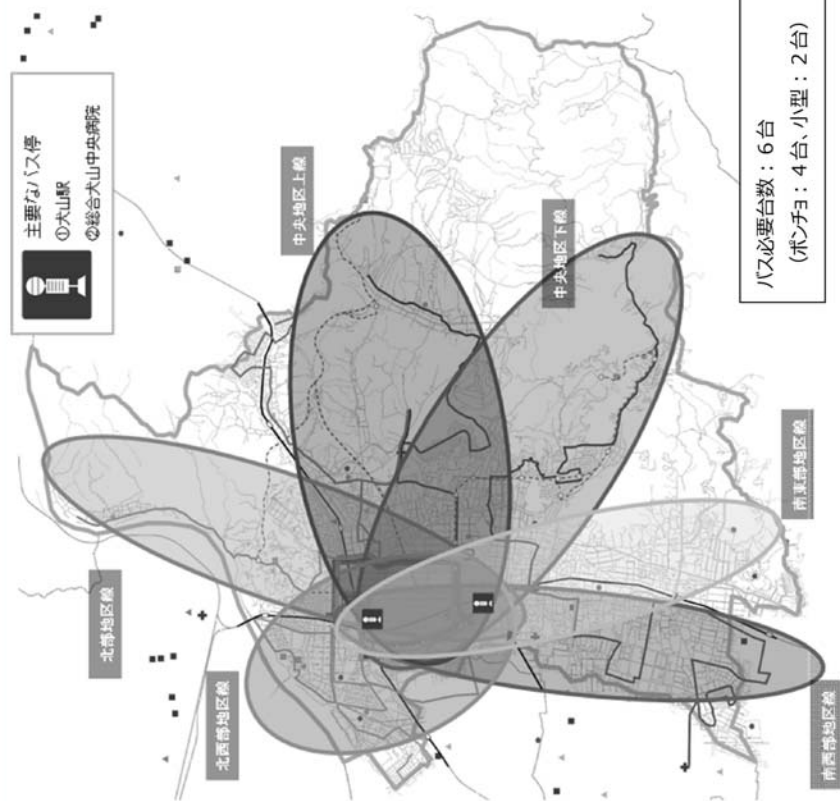 主要なバス停
①犬山駅
②総合犬山中央病院
中央地区上線
中央地区下線
北部地区線
北西部地区線
南東部地区線
南西部地区線
バス必要台数：６台
（ポンチョ：４台、小型：２台）